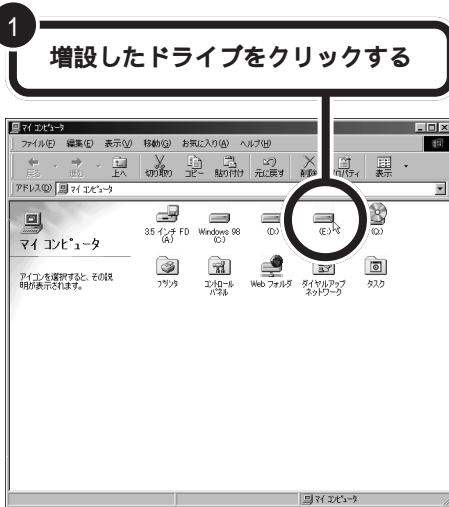 1
増設したドライブをクリックする
マイ コンピュータ
ファイル(F) 編集(E) 表示(V) 移動(G) お気に入り(A) ヘルプ(H)
戻る 進む 上へ 切り取り コピー 貼り付け 元に戻す 削除 プロパティ 表示
アドレス(D) マイ コンピュータ
マイ コンピュータ
アイコンを選択すると、その説
明が表示されます。
3.5 インチ FD
(A:)
Windows 98
(C:)
(D:)
(E:)
(Q:)
プリンタ
コントロール
パネル
Web フォルダ
ダイヤルアップ
ネットワーク
タスク
マイ コンピュータ